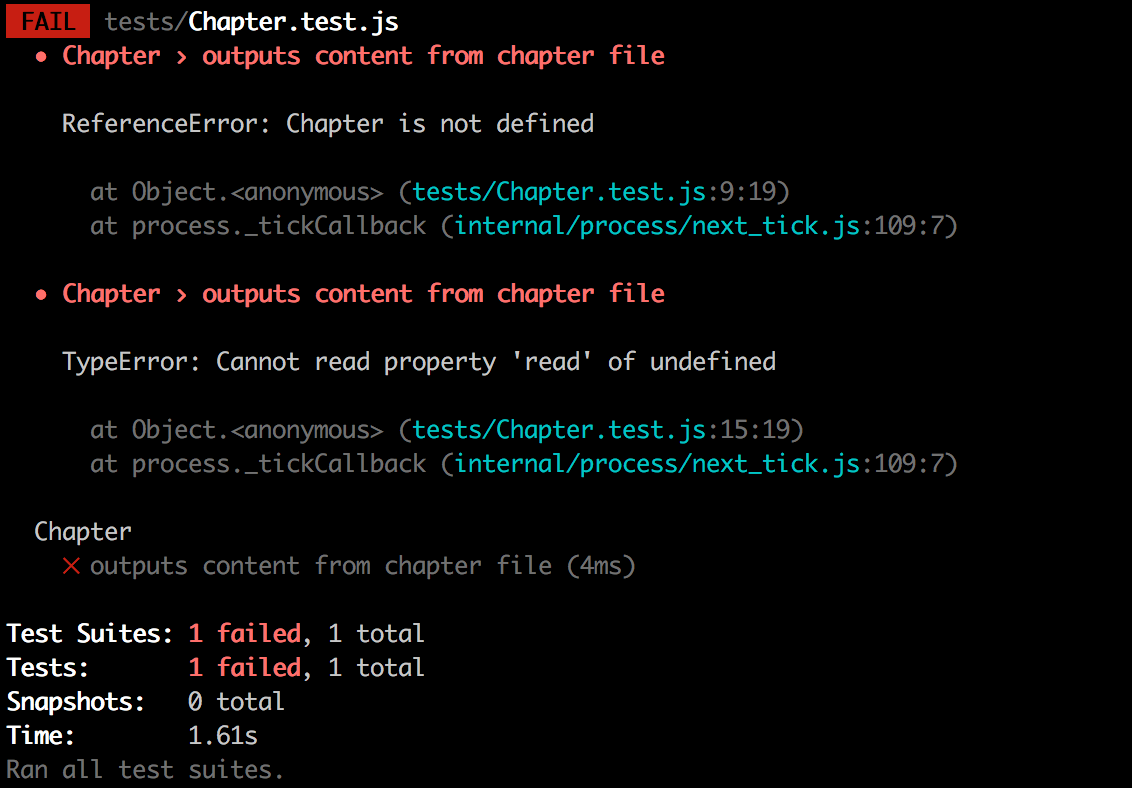 FAIL tests/Chapter.test.js
● Chapter › outputs content from chapter file
ReferenceError: Chapter is not defined
at Object.<anonymous> (tests/Chapter.test.js:9:19)
at process._tickCallback (internal/process/next_tick.js:109:7)
● Chapter › outputs content from chapter file
TypeError: Cannot read property 'read' of undefined
at Object.<anonymous> (tests/Chapter.test.js:15:19)
at process._tickCallback (internal/process/next_tick.js:109:7)
Chapter
✕ outputs content from chapter file (4ms)
Test Suites: 1 failed, 1 total
Tests: 1 failed, 1 total
Snapshots: 0 total
Time: 1.61s
Ran all test suites.